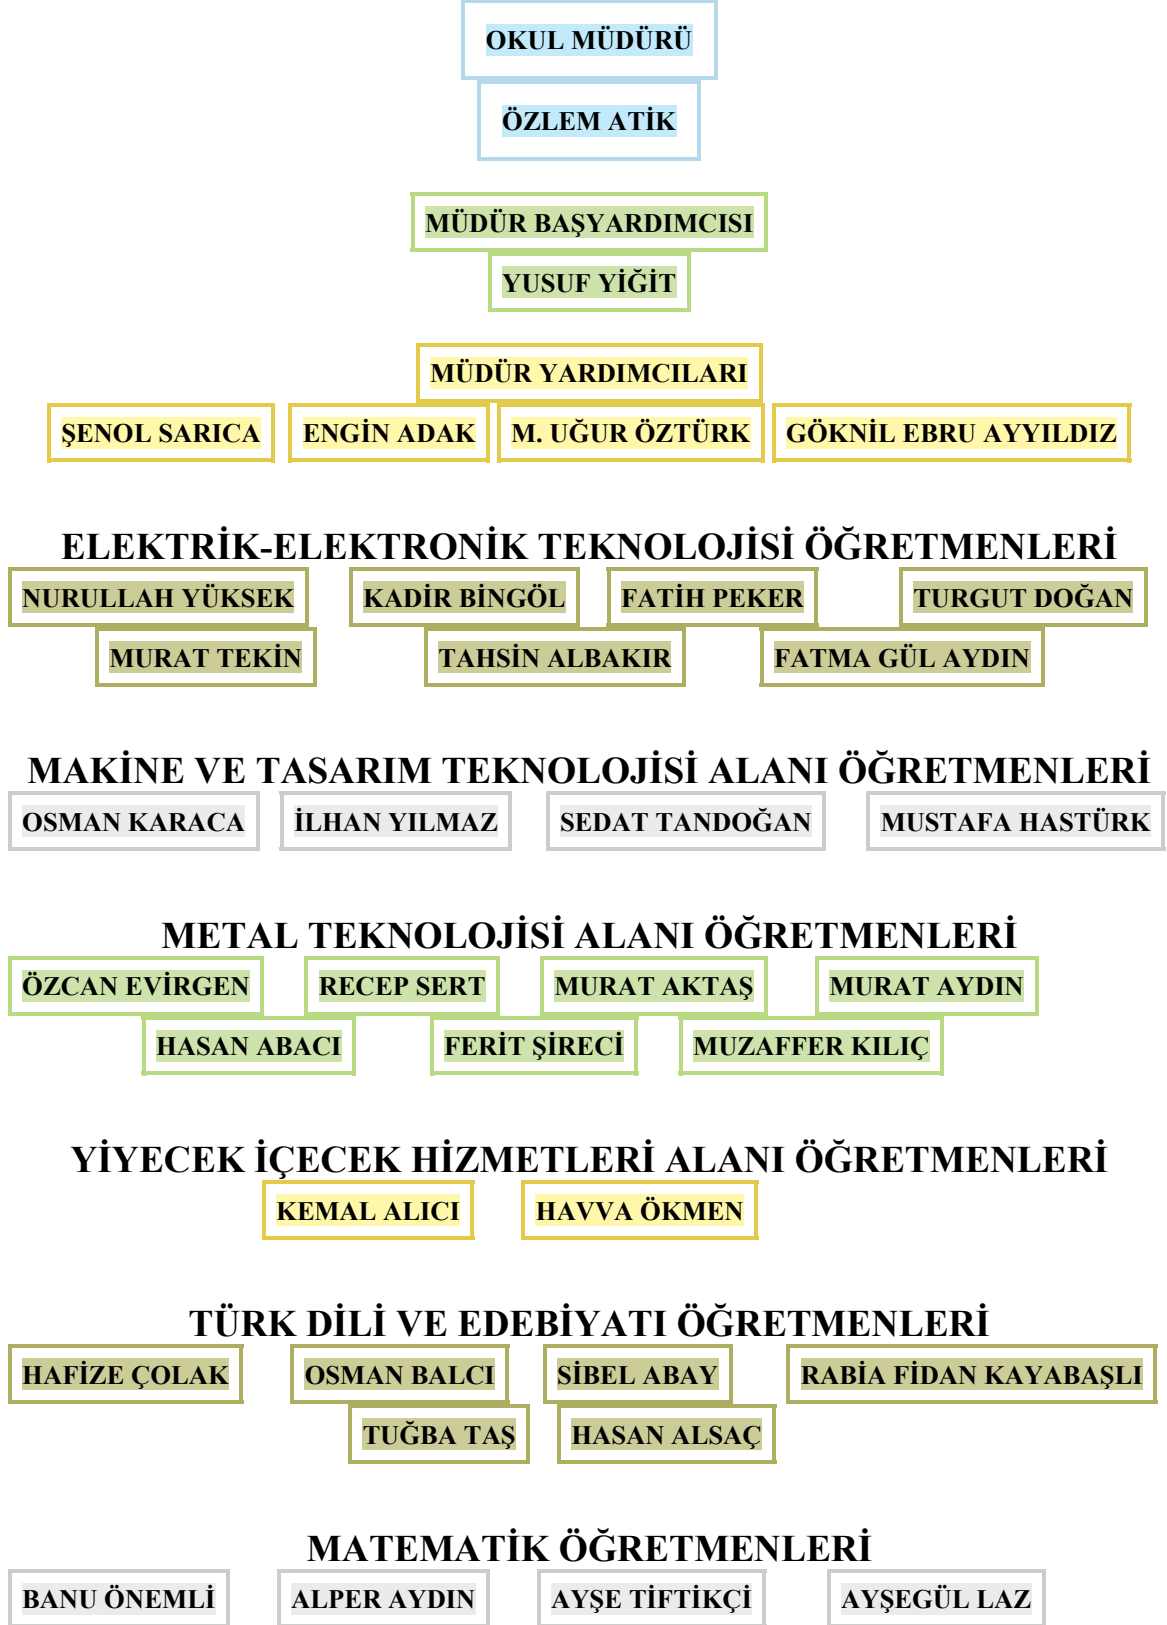 OKUL MÜDÜRÜ
ÖZLEM ATİK
MÜDÜR BAŞYARDIMCISI
YUSUF YİĞİT
MÜDÜR YARDIMCILARI
ŞENOL SARICA ENGİN ADAK M. UĞUR ÖZTÜRK GÖKNİL EBRU AYYILDIZ
ELEKTRİK-ELEKTRONİK TEKNOLOJİSİ ÖĞRETMENLERİ
NURULLAH YÜKSEK KADİR BİNGÖL FATİH PEKER TURGUT DOĞAN
MURAT TEKİN TAHSİN ALBAKIR FATMA GÜL AYDIN
MAKİNE VE TASARIM TEKNOLOJİSİ ALANI ÖĞRETMENLERİ
OSMAN KARACA İLHAN YILMAZ SEDAT TANDOĞAN MUSTAFA HASTÜRK
METAL TEKNOLOJİSİ ALANI ÖĞRETMENLERİ
ÖZCAN EVİRGEN RECEP SERT MURAT AKTAŞ MURAT AYDIN
HASAN ABACI FERİT ŞİRECİ MUZAFFER KILIÇ
YİYECEK İÇECEK HİZMETLERİ ALANI ÖĞRETMENLERİ
KEMAL ALICI HAVVA ÖKMEN
TÜRK DİLİ VE EDEBİYATI ÖĞRETMENLERİ
HAFİZE ÇOLAK OSMAN BALCI SİBEL ABAY RABİA FİDAN KAYABAŞLI
TUĞBA TAŞ HASAN ALSAÇ
MATEMATİK ÖĞRETMENLERİ
BANU ÖNEMLİ ALPER AYDIN AYŞE TİFTİKÇİ AYŞEGÜL LAZ